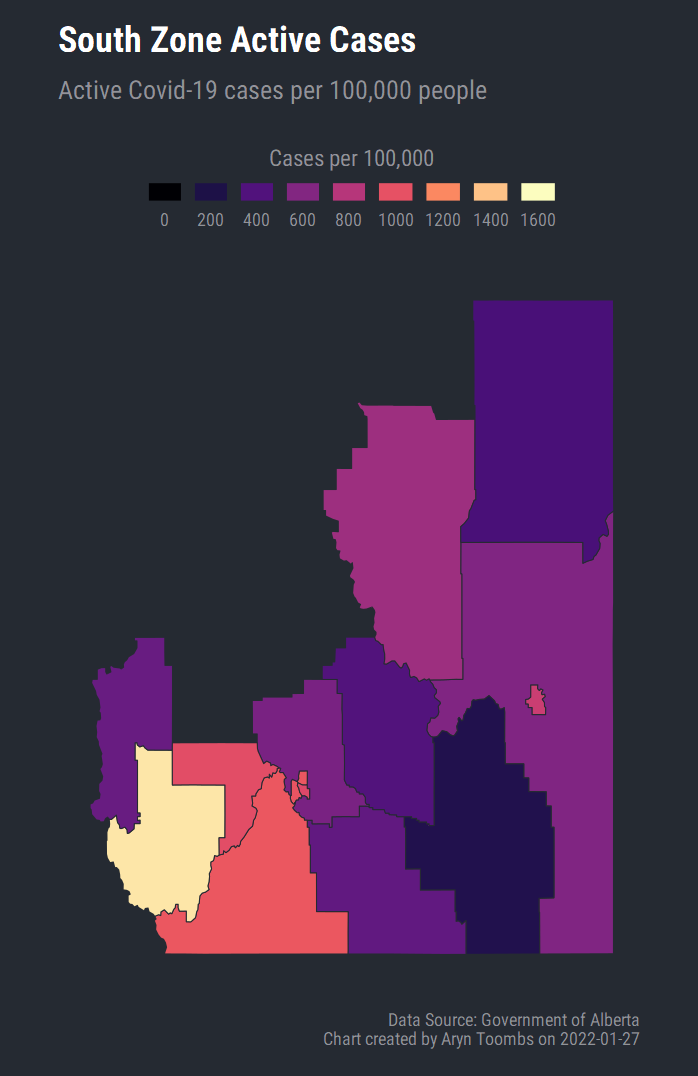 South Zone Active Cases
Active Covid-19 cases per 100,000 people
Cases per 100,000
0 200 400 600 800 1000 1200 1400 1600
Data Source: Government of Alberta
Chart created by Aryn Toombs on 2022-01-27